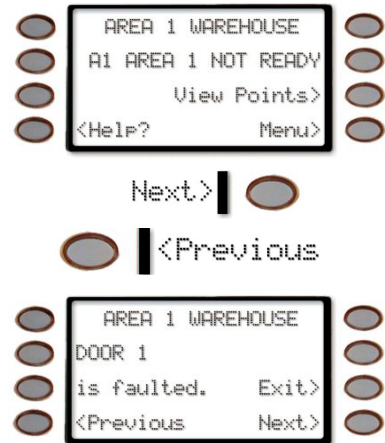 AREA 1 WAREHOUSE
A1 AREA 1 NOT READY
View Points>
<Help? Menu>
Next>
<Previous
AREA 1 WAREHOUSE
DOOR 1
is faulted. Exit>
<Previous Next>